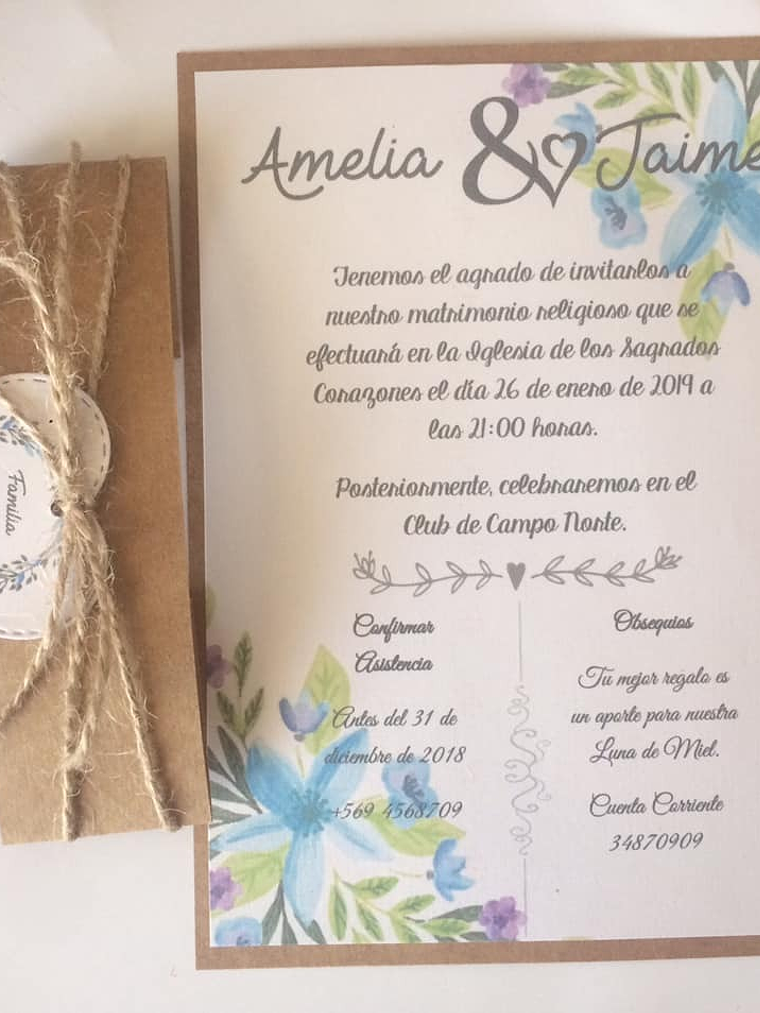 Amelia & Jaime
Tenemos el agrado de invitarlos a
nuestro matrimonio religioso que se
efectuará en la Iglesia de los Sagrados
Corazones el día 26 de enero de 2019 a
las 21:00 horas.
Posteriormente, celebraremos en el
Club de Campo Norte.
Confirmar
Asistencia
Antes del 31 de
diciembre de 2018
+569 4568709
Obsequios
Tu mejor regalo es
un aporte para nuestra
Luna de Miel.
Cuenta Corriente
34870909
Familia